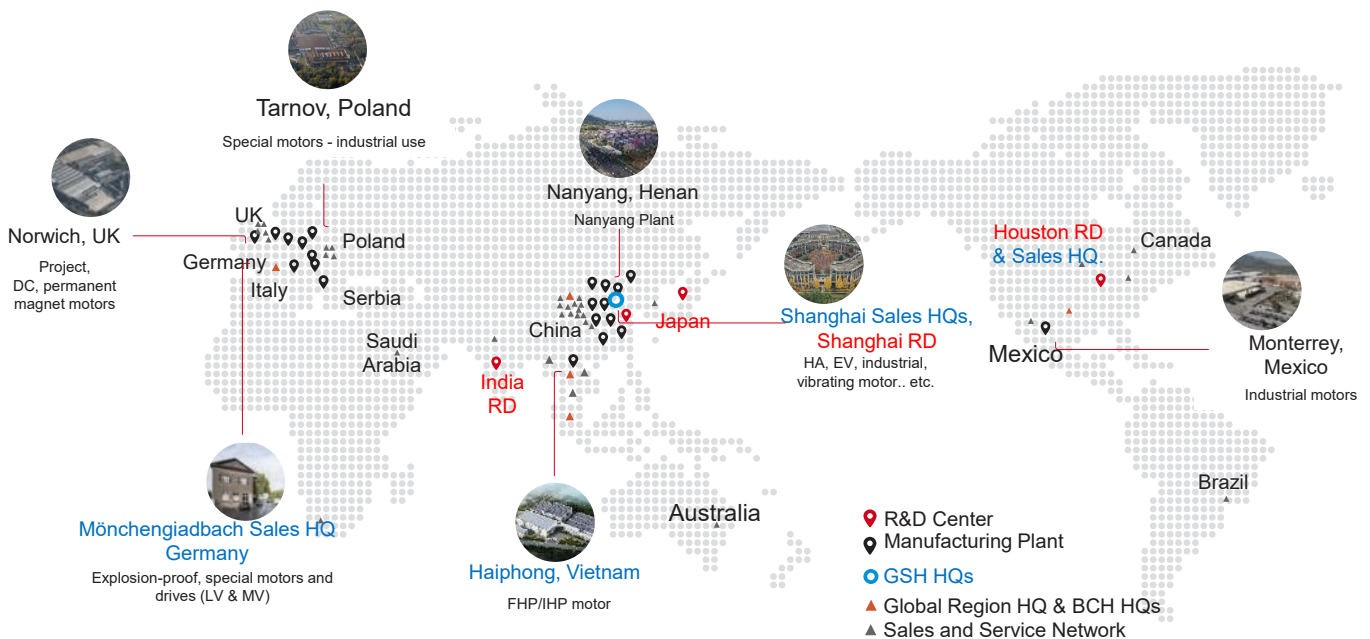 Tarnov, Poland
Special motors - industrial use
Norwich, UK
Project,
DC, permanent
magnet motors
UK
Germany
Italy
Poland
Serbia
Saudi
Arabia
Nanyang, Henan
Nanyang Plant
China
Japan
India
RD
Shanghai Sales HQs,
Shanghai RD
HA, EV, industrial,
vibrating motor.. etc.
Houston RD
& Sales HQ.
Canada
Mexico
Monterrey,
Mexico
Industrial motors
Brazil
Australia
Mönchengiadbach Sales HQ
Germany
Explosion-proof, special motors and
drives (LV & MV)
Haiphong, Vietnam
FHP/IHP motor
R&D Center
Manufacturing Plant
GSH HQs
Global Region HQ & BCH HQs
Sales and Service Network